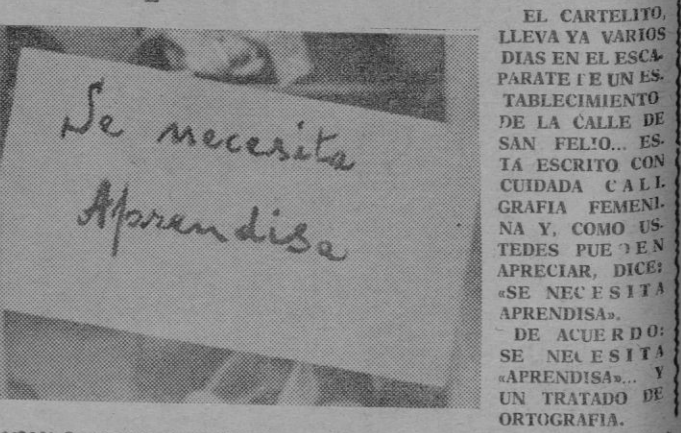 Se necesita
Aprendisa
EL CARTELITO,
LLEVA YA VARIOS
DIAS EN EL ESCA-
PARATE DE UN ES-
TABLECIMIENTO
DE LA CALLE DE
SAN FELIO... ES-
TA ESCRITO CON
CUIDADA CALI-
GRAFIA FEMENI-
NA Y, COMO US-
TEDES PUEDEN
APRECIAR, DICE:
«SE NECESITA
APRENDISA».
DE ACUERDO:
SE NECESITA
«APRENDISA»... Y
UN TRATADO DE
ORTOGRAFIA.